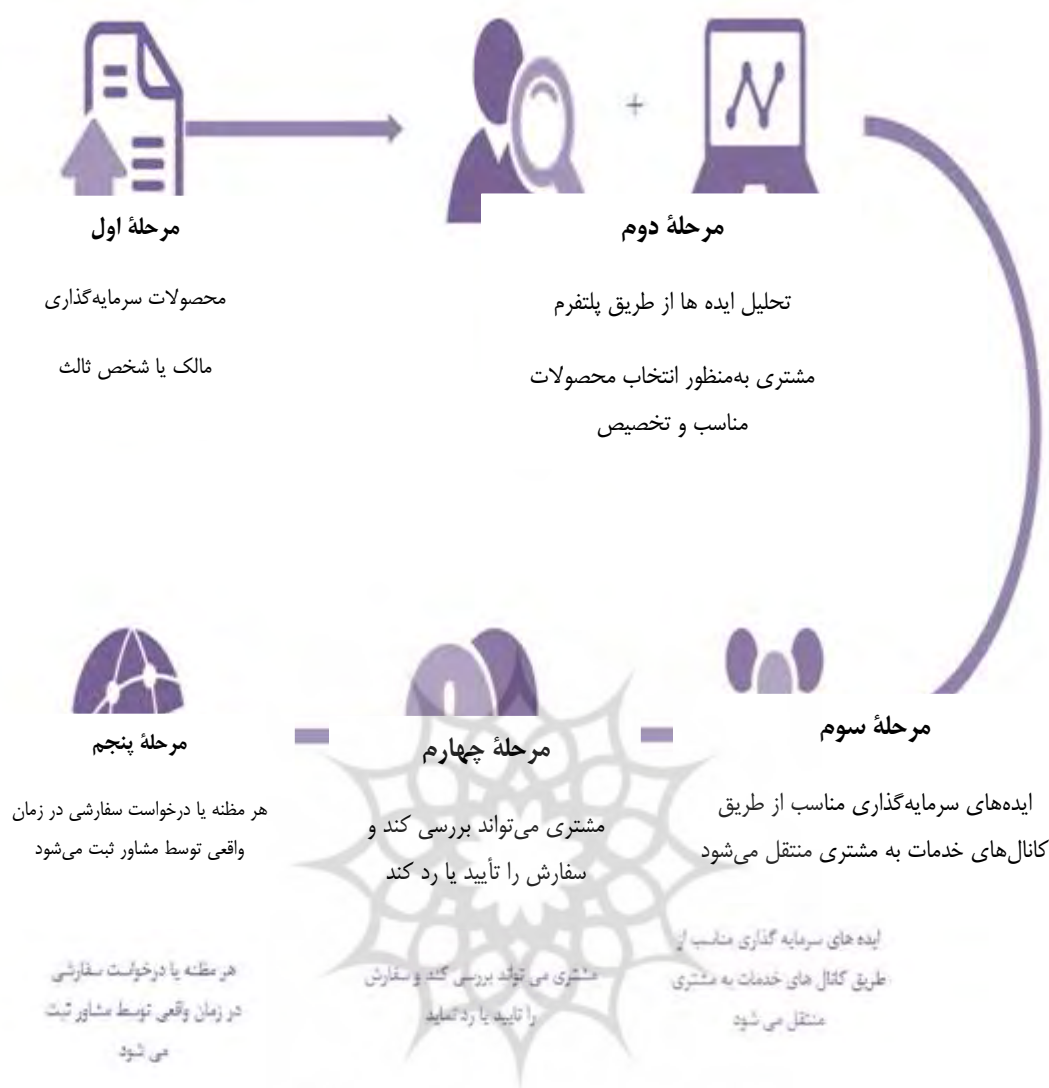 مرحلهٔ اول
محصولات سرمایه‌گذاری
مالک یا شخص ثالث
مرحلهٔ دوم
تحلیل ایده ها از طریق پلتفرم
مشتری به‌منظور انتخاب محصولات
مناسب و تخصیص
مرحلهٔ سوم
ایده‌های سرمایه‌گذاری مناسب از طریق
کانال‌های خدمات به مشتری منتقل می‌شود
ایده های سرمایه گذاری مناسب از
طریق کانال های خدمات به مشتری
منتقل می شود
مرحلهٔ چهارم
مشتری می‌تواند بررسی کند و
سفارش را تأیید یا رد کند
مشتری می تواند بررسی کند و سفارش
را تایید یا رد نماید
مرحلهٔ پنجم
هر مظنه یا درخواست سفارشی در زمان
واقعی توسط مشاور ثبت می‌شود
هر مظنه یا درخواست سفارشی
در زمان واقعی توسط مشاور ثبت
می شود